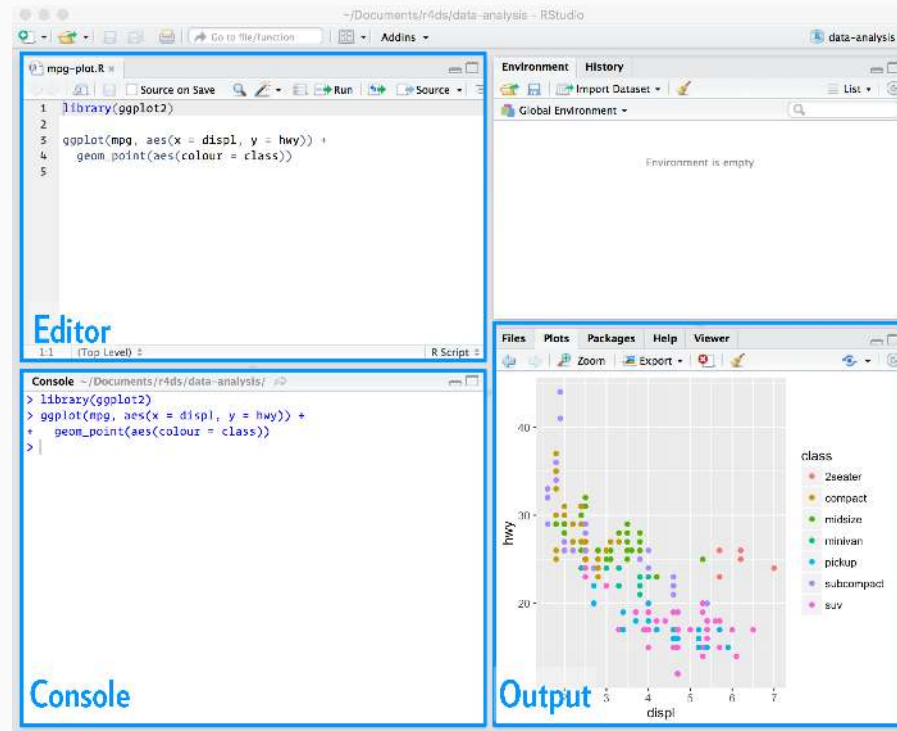 ~/Documents/r4ds/data-analysis - RStudio
Go to file/function Addins data-analysis
mpg-plot.R
Source on Save Run Source
1 library(ggplot2)
2
3 ggplot(mpg, aes(x = displ, y = hwy)) +
4 geom_point(aes(colour = class))
5
Editor
1:1 (Top Level) R Script
Console ~/Documents/r4ds/data-analysis/
> library(ggplot2)
> ggplot(mpg, aes(x = displ, y = hwy)) +
+ geom_point(aes(colour = class))
>
Console
Environment History
Import Dataset List
Global Environment
Environment is empty
Files Plots Packages Help Viewer
Zoom Export
40
30
20
hwy
class
2seater
compact
midsize
minivan
pickup
subcompact
suv
3 4 5 6 7
displ
Output